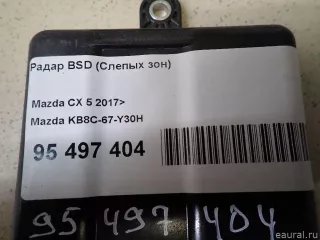 Радар BSD (Слепых зон)
Mazda CX 5 2017>
Mazda KB8C-67-Y30H
95 497 404
95 497 404
eaural.ru